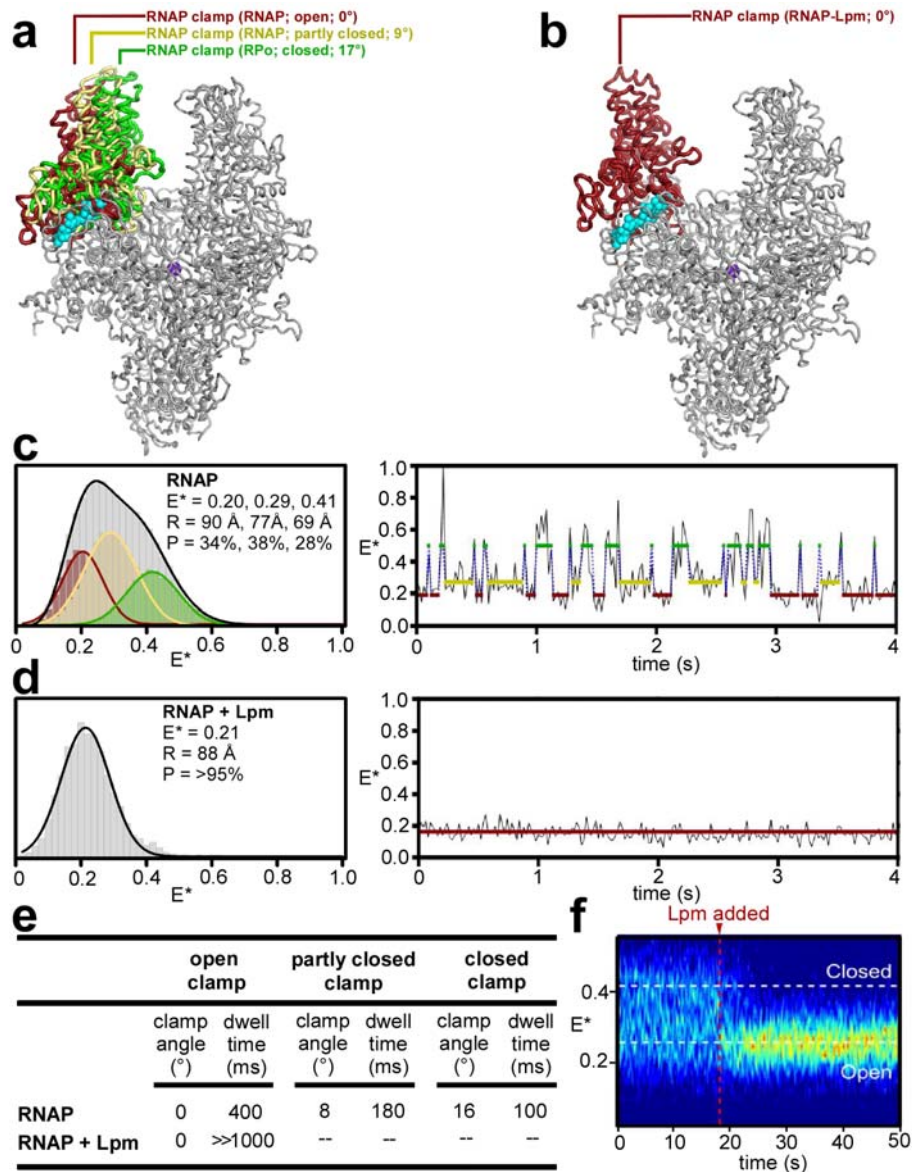 a
RNAP clamp (RNAP; open; 0°)
RNAP clamp (RNAP; partly closed; 9°)
RNAP clamp (RPo; closed; 17°)
b
RNAP clamp (RNAP-Lpm; 0°)
c
RNAP
E* = 0.20, 0.29, 0.41
R = 90 Å, 77Å, 69 Å
P = 34%, 38%, 28%
0 0.2 0.4 0.6 0.8 1.0
E*
1.0
0.8
0.6
E*
0.4
0.2
0.0
0 1 2 3 4
time (s)
d
RNAP + Lpm
E* = 0.21
R = 88 Å
P = >95%
0 0.2 0.4 0.6 0.8 1.0
E*
1.0
0.8
0.6
E*
0.4
0.2
0.0
0 1 2 3 4
time (s)
e
open clamp partly closed clamp closed clamp
clamp angle (°) dwell time (ms) clamp angle (°) dwell time (ms) clamp angle (°) dwell time (ms)
RNAP 0 400 8 180 16 100
RNAP + Lpm 0 >>1000 -- -- -- --
f
Lpm added
Closed
0.4
E*
0.2
Open
0 10 20 30 40 50
time (s)